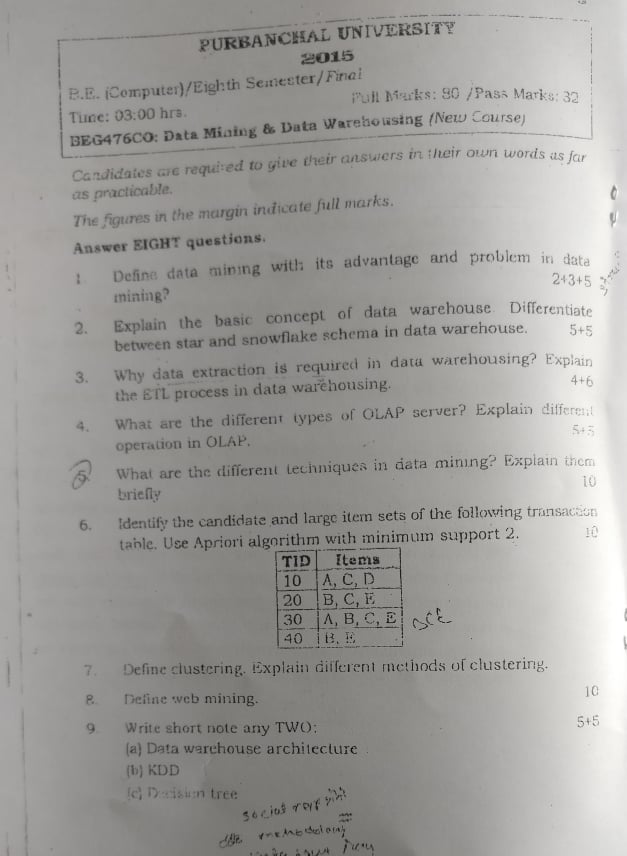 PURBANCHAL UNIVERSITY
2015
B.E. (Computer)/Eighth Semester/Final
Full Marks: 80 /Pass Marks: 32
Time: 03:00 hrs.
BEG476CO: Data Mining & Data Warehousing (New Course)
Candidates are required to give their answers in their own words as far
as practicable.
The figures in the margin indicate full marks.
Answer EIGHT questions.
1 Define data mining with its advantage and problem in data
mining? 2+3+5
2. Explain the basic concept of data warehouse. Differentiate
between star and snowflake schema in data warehouse. 5+5
3. Why data extraction is required in data warehousing? Explain
the ETL process in data warehousing. 4+6
4. What are the different types of OLAP server? Explain different
operation in OLAP. 5+5
5. What are the different techniques in data mining? Explain them
briefly 10
6. Identify the candidate and large item sets of the following transaction
table. Use Apriori algorithm with minimum support 2. 10
TID Items
10 A, C, D
20 B, C, E
30 A, B, C, E
40 B, E
7. Define clustering. Explain different methods of clustering.
8. Define web mining. 10
9. Write short note any TWO: 5+5
(a) Data warehouse architecture
(b) KDD
(c) Decision tree